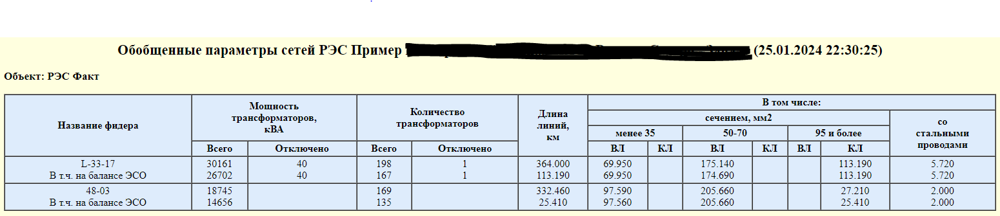 Обобщенные параметры сетей РЭС Пример (25.01.2024 22:30:25)
Объект: РЭС Факт
Название фидера
Мощность трансформаторов, кВА
Количество трансформаторов
Длина линий, км
В том числе:
сечением, мм2
со стальными проводами
менее 35
50-70
95 и более
Всего Отключено Всего Отключено ВЛ КЛ ВЛ КЛ ВЛ КЛ
L-33-17 30161 40 198 1 364.000 69.950 175.140 113.190 5.720
В т.ч. на балансе ЭСО 26702 40 167 1 113.190 69.950 174.690 113.190 5.720
48-03 18745 169 332.460 97.590 205.660 27.210 2.000
В т.ч. на балансе ЭСО 14656 135 25.410 97.560 205.660 25.410 2.000